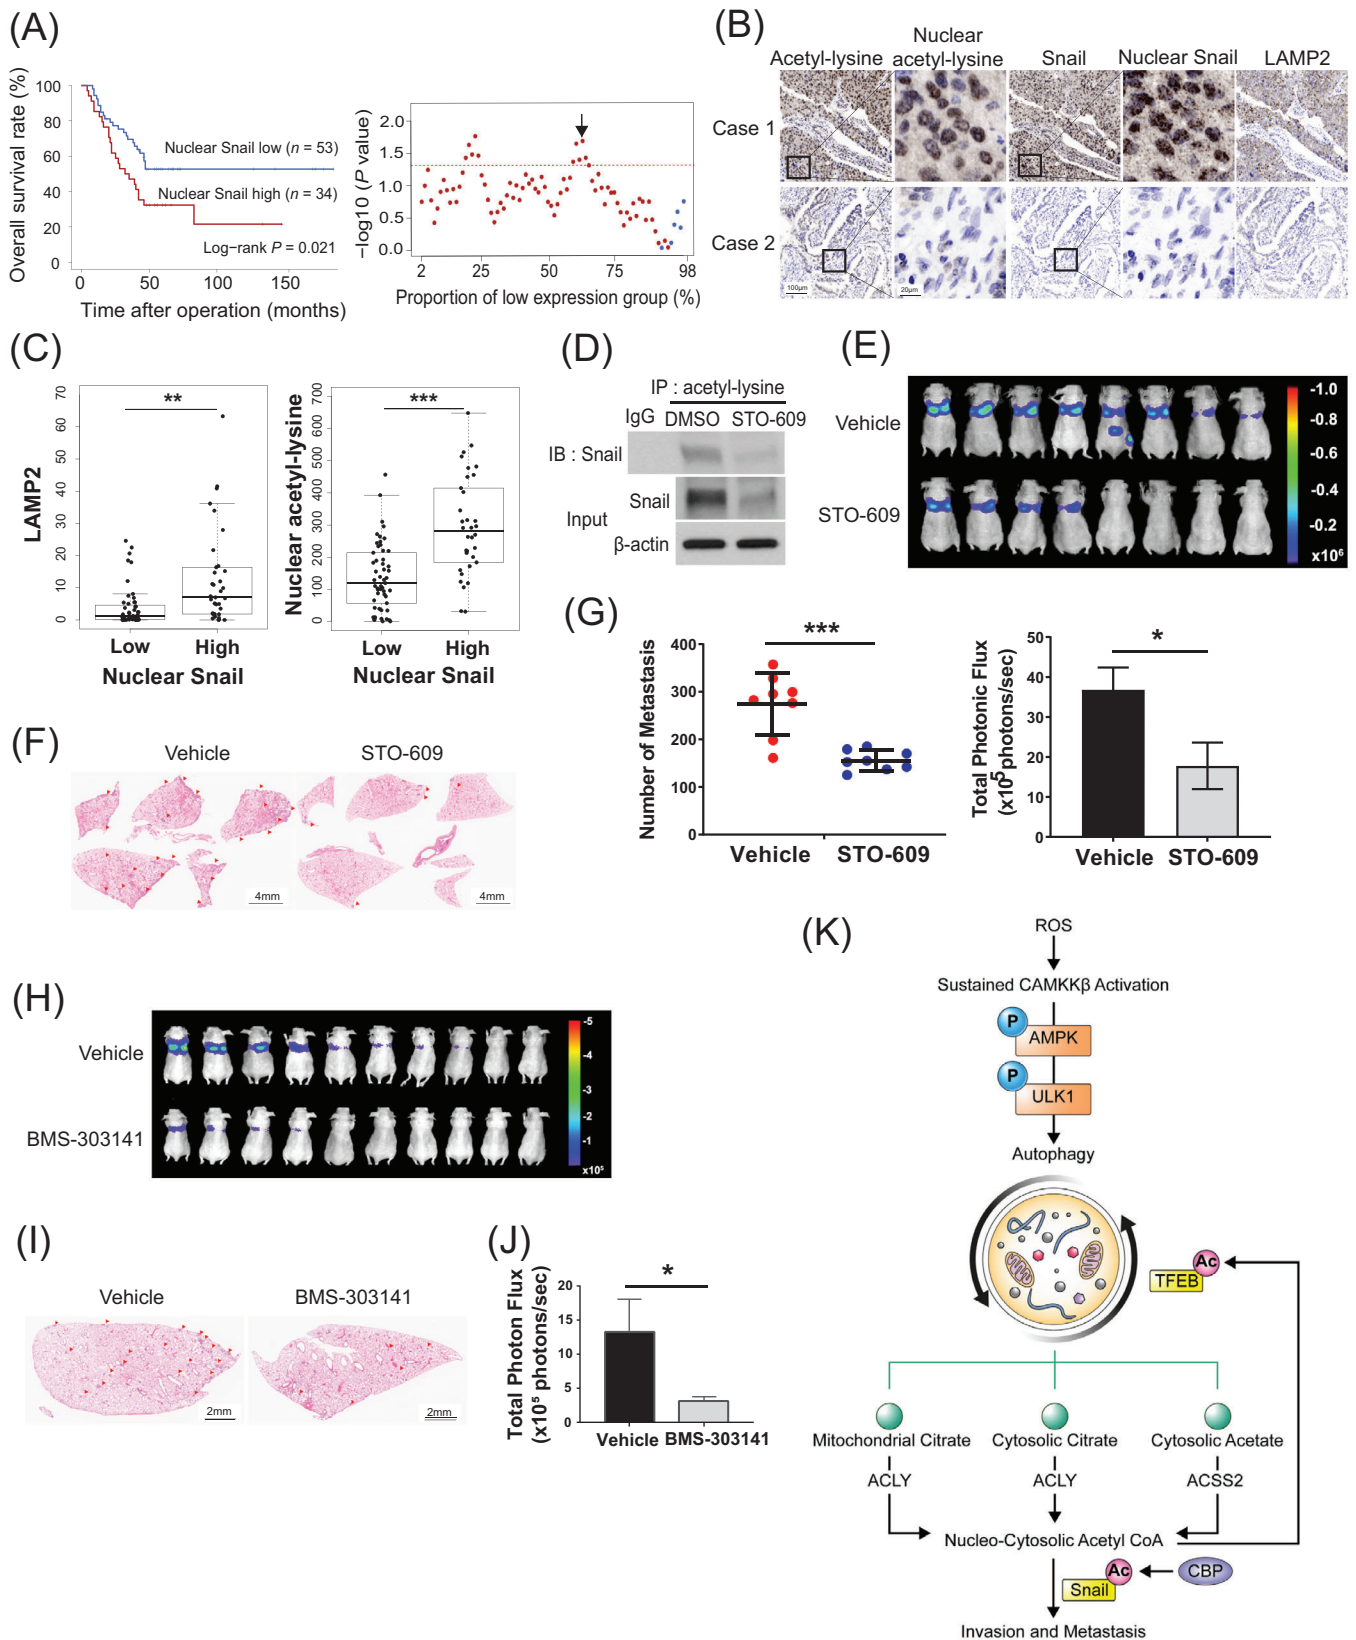 (A)
Overall survival rate (%)
100
80
60
40
20
0
Nuclear Snail low (n = 53)
Nuclear Snail high (n = 34)
Log−rank P = 0.021
0 50 100 150
Time after operation (months)
−log10 (P value)
2.0
1.5
1.0
0.5
0.0
2 25 50 75 98
Proportion of low expression group (%)
(B)
Acetyl-lysine
Nuclear
acetyl-lysine
Snail
Nuclear Snail
LAMP2
Case 1
Case 2
100μm
20μm
(C)
LAMP2
70
60
50
40
30
20
10
0
**
Low High
Nuclear Snail
Nuclear acetyl-lysine
700
600
500
400
300
200
100
0
***
Low High
Nuclear Snail
(D)
IP : acetyl-lysine
IgG DMSO STO-609
IB : Snail
Snail
Input
β-actin
(E)
Vehicle
STO-609
-1.0
-0.8
-0.6
-0.4
-0.2
x10⁶
(F)
Vehicle
STO-609
4mm
4mm
(G)
Number of Metastasis
400
300
200
100
0
***
Vehicle STO-609
Total Photonic Flux
(x10⁵ photons/sec)
50
40
30
20
10
0
*
Vehicle STO-609
(H)
Vehicle
BMS-303141
-5
-4
-3
-2
-1
x10⁵
(I)
Vehicle
BMS-303141
2mm
2mm
(J)
Total Photon Flux
(x10⁵ photons/sec)
20
15
10
5
0
*
Vehicle BMS-303141
(K)
ROS
Sustained CAMKKβ Activation
P
AMPK
P
ULK1
Autophagy
Ac
TFEB
Mitochondrial Citrate
Cytosolic Citrate
Cytosolic Acetate
ACLY
ACLY
ACSS2
Nucleo-Cytosolic Acetyl CoA
Ac
CBP
Snail
Invasion and Metastasis